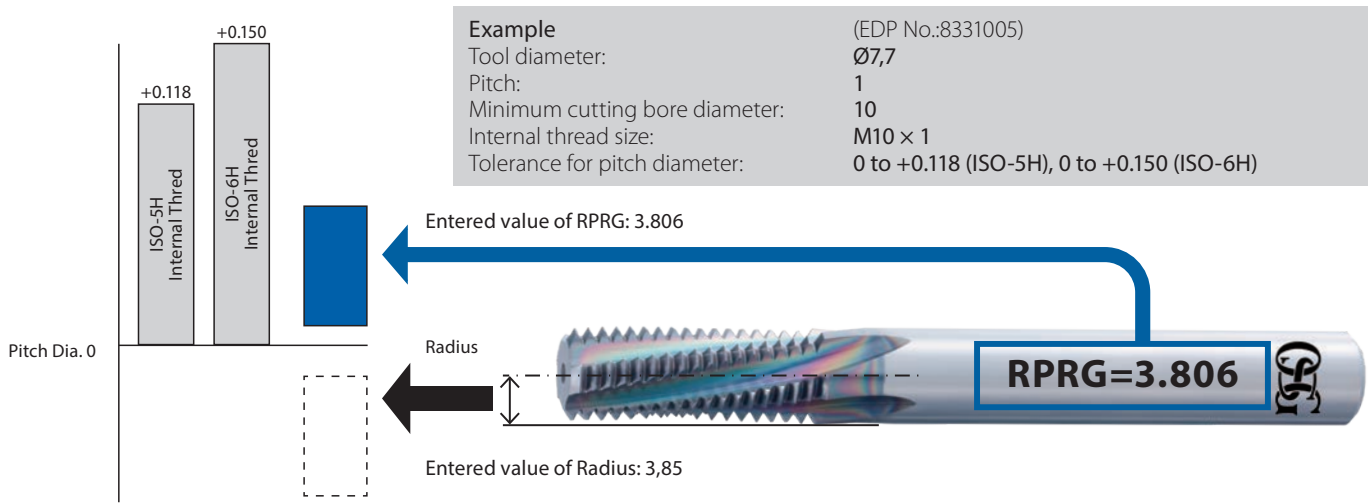 +0.150
+0.118
ISO-5H
Internal Thred
ISO-6H
Internal Thred
Pitch Dia. 0
Example (EDP No.:8331005)
Tool diameter: Ø7,7
Pitch: 1
Minimum cutting bore diameter: 10
Internal thread size: M10 × 1
Tolerance for pitch diameter: 0 to +0.118 (ISO-5H), 0 to +0.150 (ISO-6H)
Entered value of RPRG: 3.806
Radius
RPRG=3.806
OSG
Entered value of Radius: 3,85